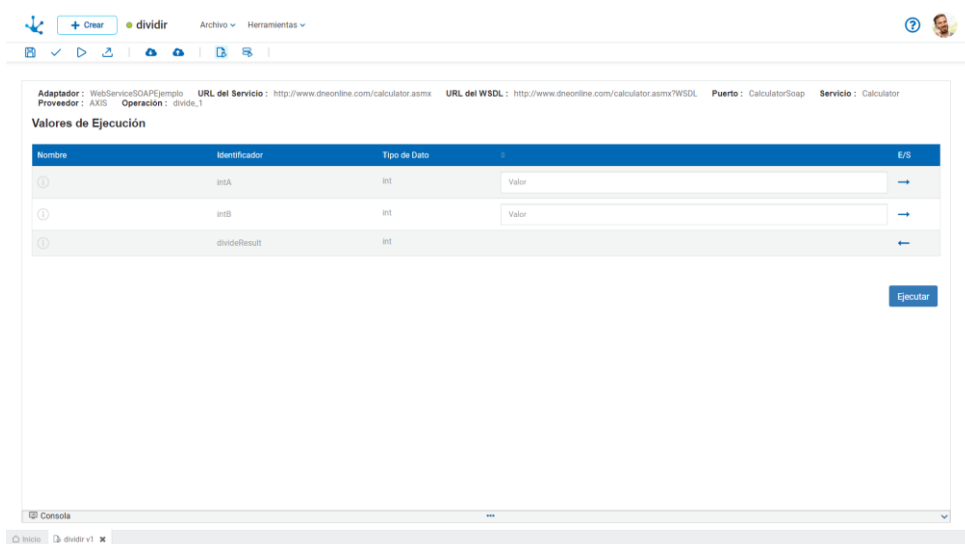 + Crear dividir Archivo Herramientas
Adaptador : WebServiceSOAPEjemplo URL del Servicio : http://www.dneonline.com/calculator.asmx URL del WSDL : http://www.dneonline.com/calculator.asmx?WSDL Puerto : CalculatorSoap Servicio : Calculator
Proveedor : AXIS Operación : divide_1
Valores de Ejecución
Nombre Identificador Tipo de Dato E/S
intA int Valor
intB int Valor
divideResult int
Ejecutar
Consola
Inicio dividir v1